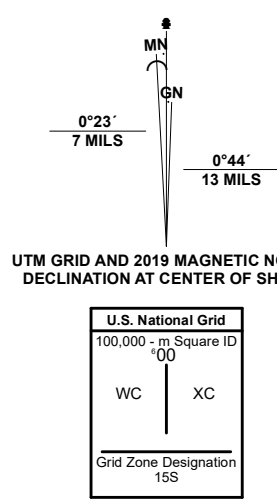 MN
GN
0°23´
7 MILS
0°44´
13 MILS
UTM GRID AND 2019 MAGNETIC NO
DECLINATION AT CENTER OF SH
U.S. National Grid
100,000 - m Square ID
⁶00
WC XC
Grid Zone Designation
15S